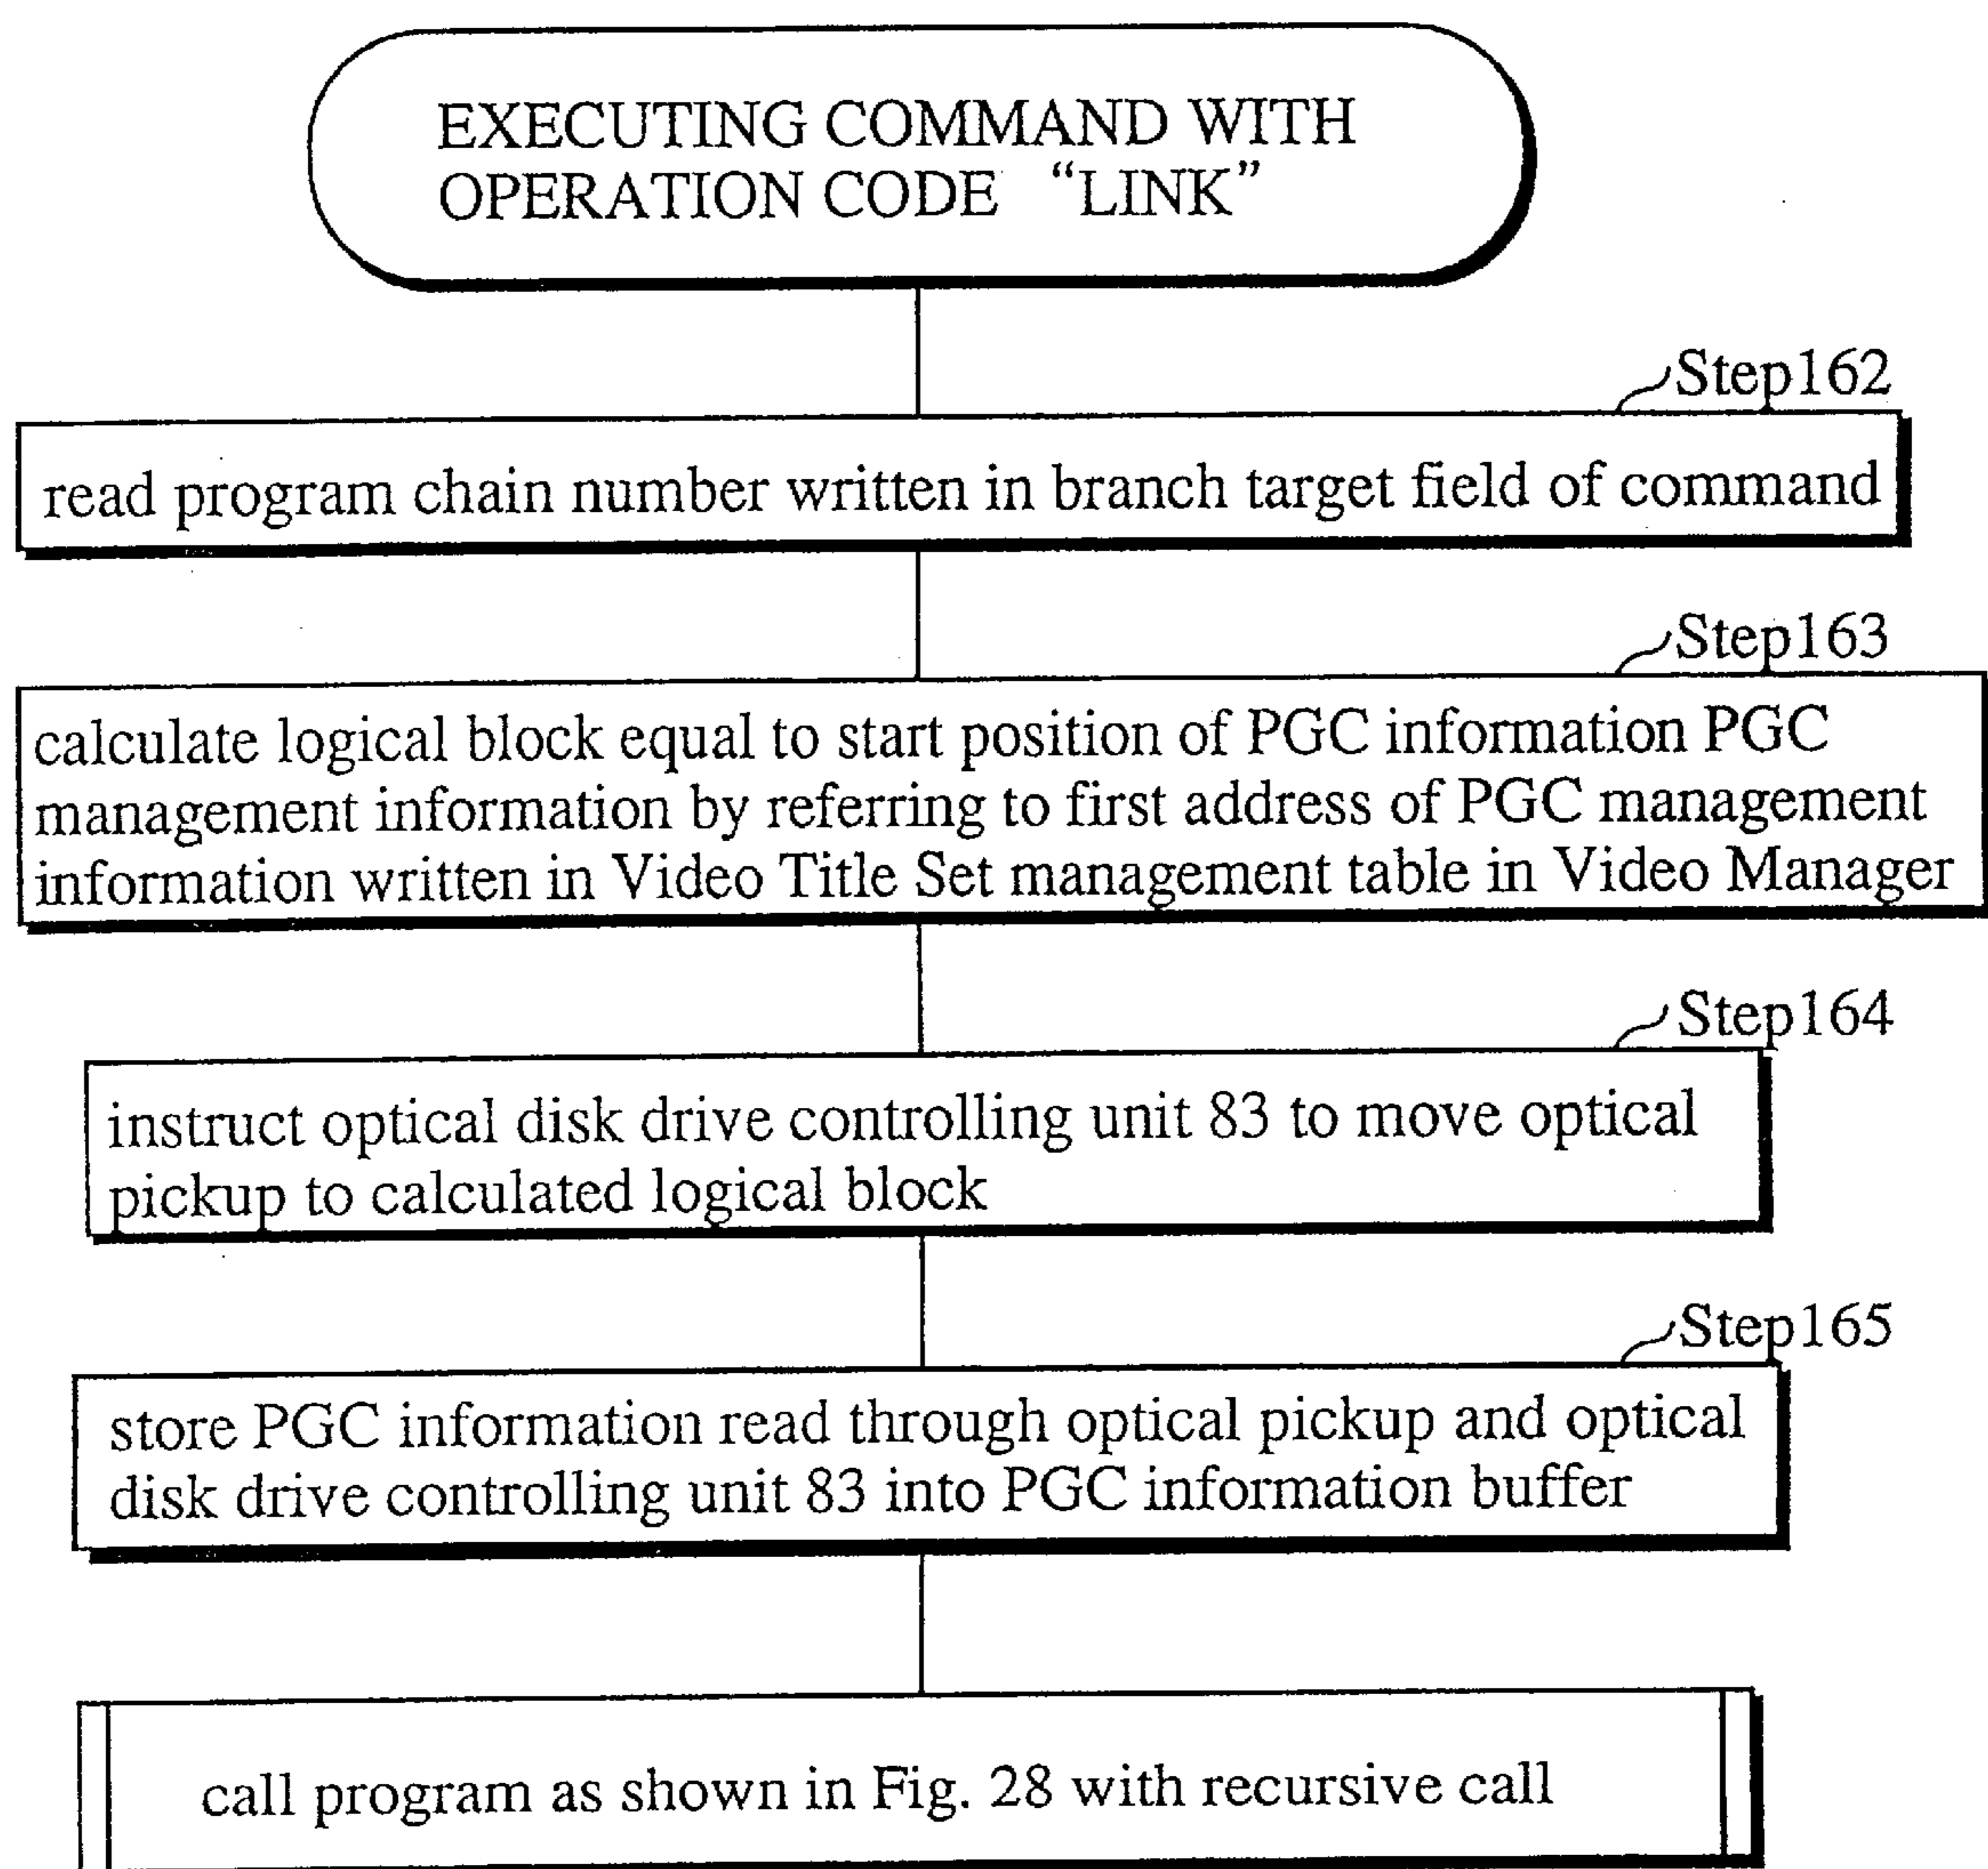 EXECUTING COMMAND WITH
OPERATION CODE “LINK”
Step162
read program chain number written in branch target field of command
Step163
calculate logical block equal to start position of PGC information PGC
management information by referring to first address of PGC management
information written in Video Title Set management table in Video Manager
Step164
instruct optical disk drive controlling unit 83 to move optical
pickup to calculated logical block
Step165
store PGC information read through optical pickup and optical
disk drive controlling unit 83 into PGC information buffer
call program as shown in Fig. 28 with recursive call